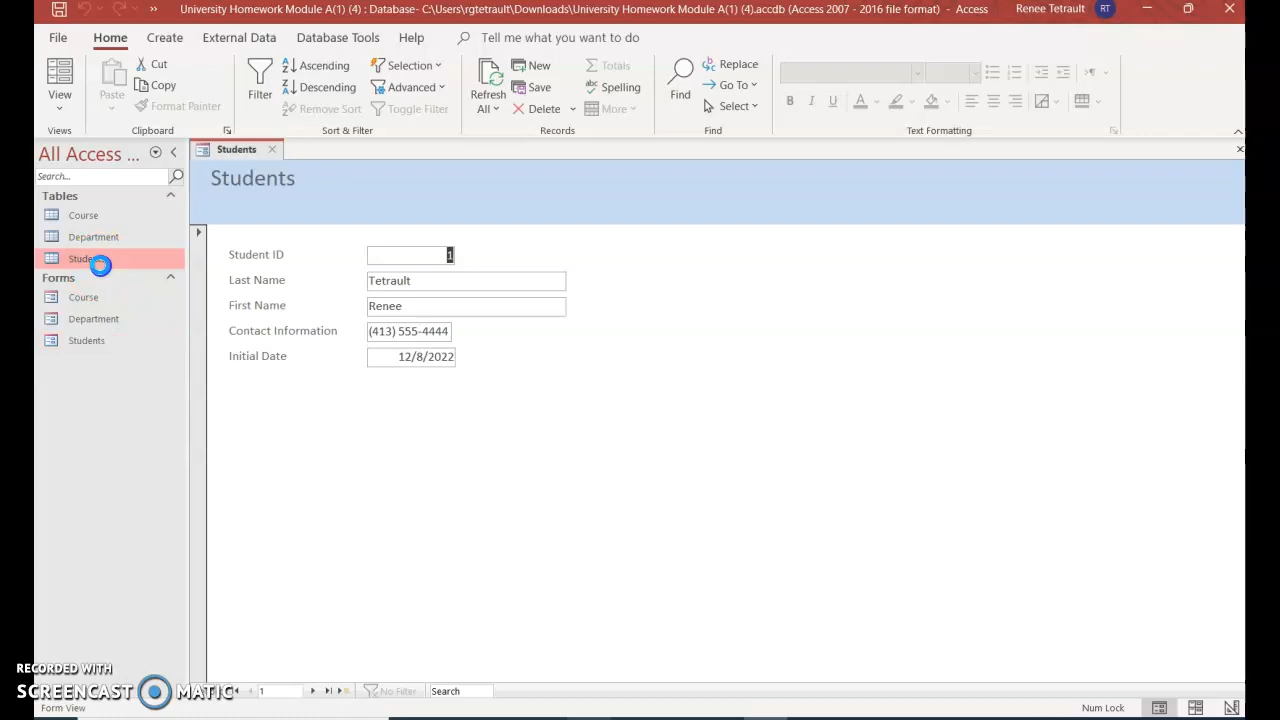 University Homework Module A(1) (4) : Database- C:\Users\rgtetrault\Downloads\University Homework Module A(1) (4).accdb (Access 2007 - 2016 file format) - Access
Renee Tetrault
RT
File
Home
Create
External Data
Database Tools
Help
Tell me what you want to do
View
Views
Paste
Cut
Copy
Format Painter
Clipboard
Filter
Ascending
Descending
Remove Sort
Selection
Advanced
Toggle Filter
Sort & Filter
Refresh All
New
Save
Delete
Totals
Spelling
More
Records
Find
Replace
Go To
Select
Find
B I U A
Text Formatting
All Access ...
Search...
Tables
Course
Department
Forms
Course
Department
Students
Students
Students
Student ID 1
Last Name Tetrault
First Name Renee
Contact Information (413) 555-4444
Initial Date 12/8/2022
1
No Filter
Search
RECORDED WITH
SCREENCAST MATIC
Form View
Num Lock